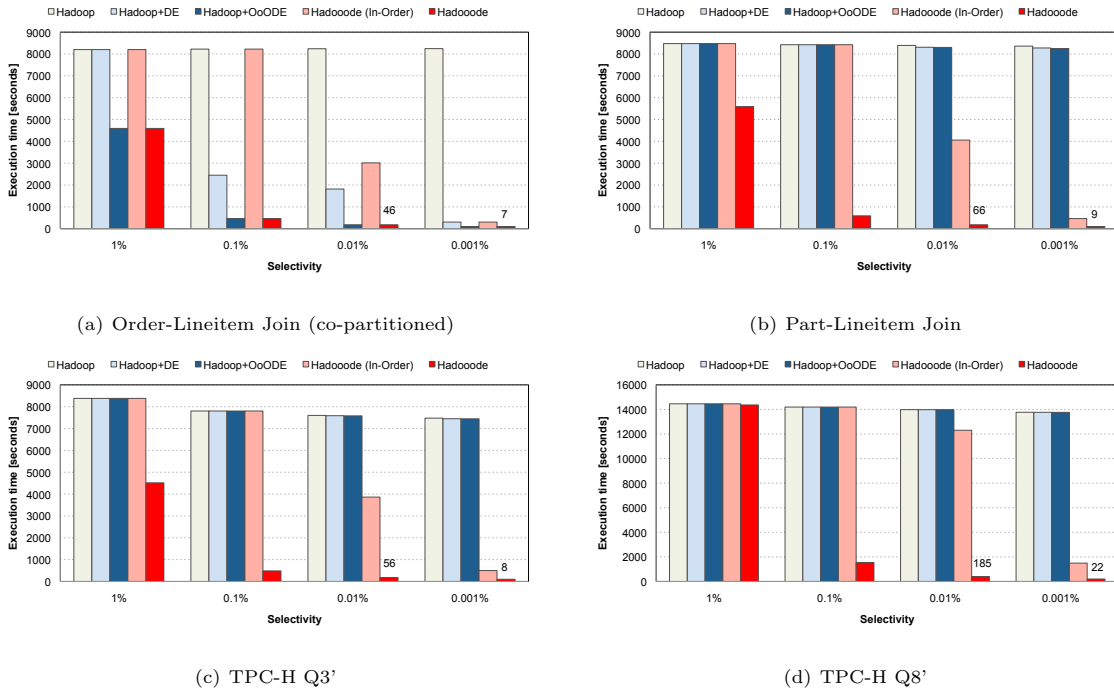 Hadoop Hadoop+DE Hadoop+OoODE Hadooode (In-Order) Hadooode
9000
8000
7000
6000
5000
4000
3000
2000
1000
0
Execution time [seconds]
46
7
1% 0.1% 0.01% 0.001%
Selectivity
(a) Order-Lineitem Join (co-partitioned)
Hadoop Hadoop+DE Hadoop+OoODE Hadooode (In-Order) Hadooode
9000
8000
7000
6000
5000
4000
3000
2000
1000
0
Execution time [seconds]
66
9
1% 0.1% 0.01% 0.001%
Selectivity
(b) Part-Lineitem Join
Hadoop Hadoop+DE Hadoop+OoODE Hadooode (In-Order) Hadooode
9000
8000
7000
6000
5000
4000
3000
2000
1000
0
Execution time [seconds]
56
8
1% 0.1% 0.01% 0.001%
Selectivity
(c) TPC-H Q3'
Hadoop Hadoop+DE Hadoop+OoODE Hadooode (In-Order) Hadooode
16000
14000
12000
10000
8000
6000
4000
2000
0
Execution time [seconds]
185
22
1% 0.1% 0.01% 0.001%
Selectivity
(d) TPC-H Q8'